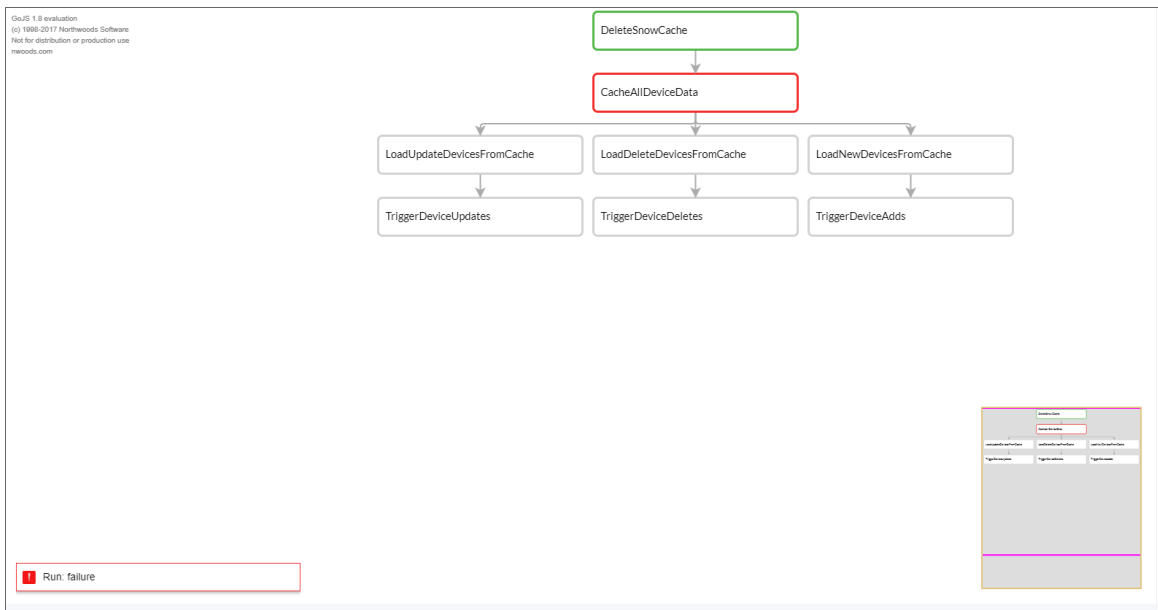 GoJS 1.8 evaluation
(c) 1998-2017 Northwoods Software
Not for distribution or production use
nwoods.com
DeleteSnowCache
CacheAllDeviceData
LoadUpdateDevicesFromCache
LoadDeleteDevicesFromCache
LoadNewDevicesFromCache
TriggerDeviceUpdates
TriggerDeviceDeletes
TriggerDeviceAdds
! Run: failure